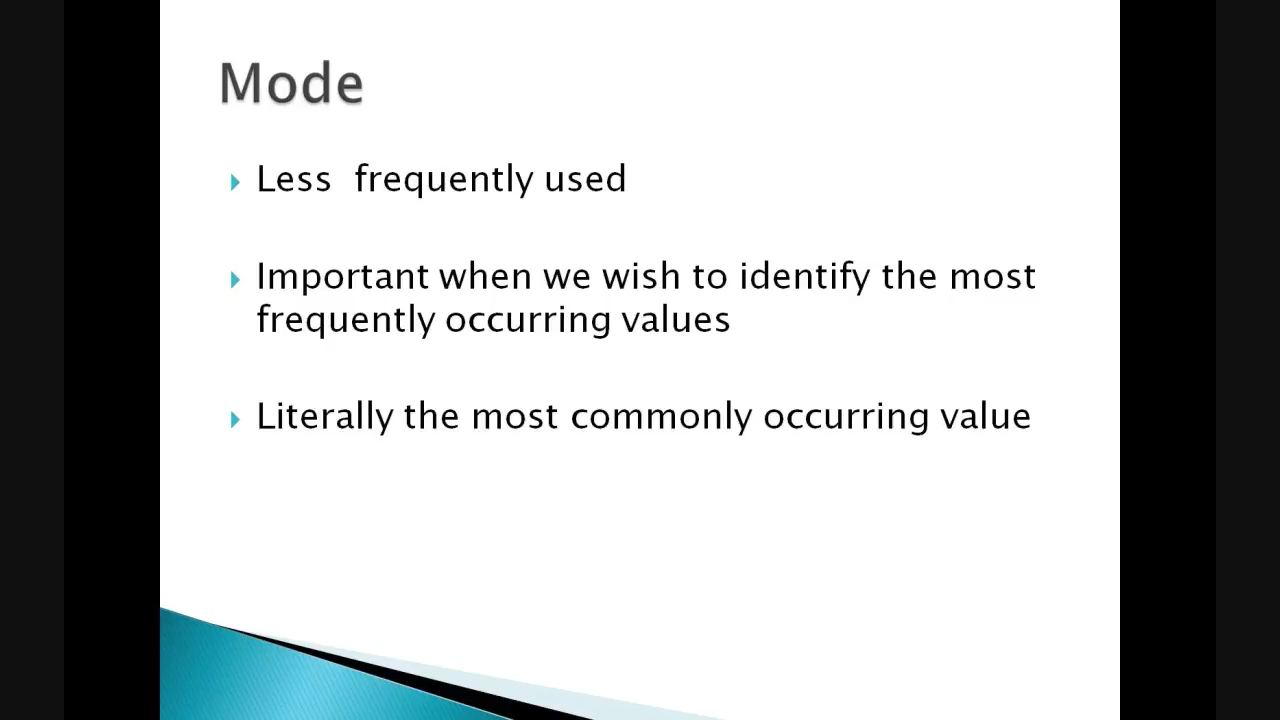 Mode
Less  frequently used
Important when we wish to identify the most
frequently occurring values
Literally the most commonly occurring value